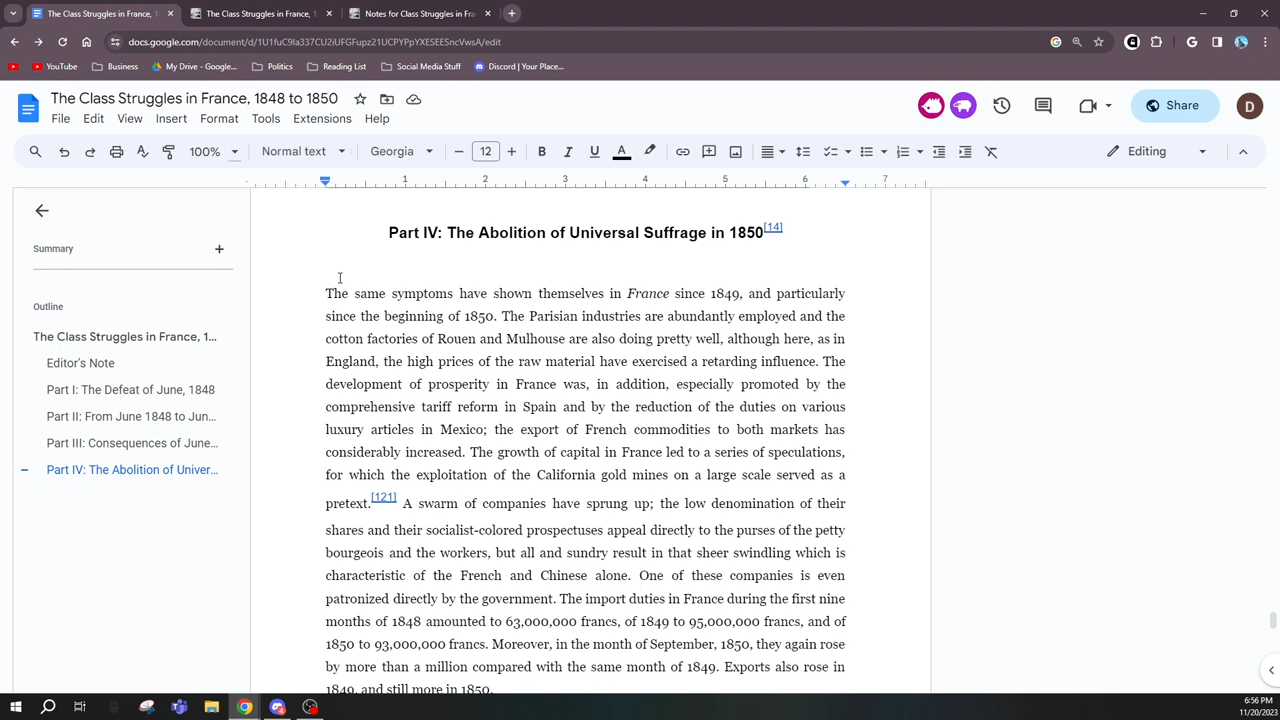 The Class Struggles in France, 1
The Class Struggles in France, 1
Notes for Class Struggles in Fra
docs.google.com/document/d/1U1fuC9la337CU2iUFGFupz21UCPYPpYXESEESncVwsA/edit
YouTube
Business
My Drive - Google...
Politics
Reading List
Social Media Stuff
Discord | Your Place...
The Class Struggles in France, 1848 to 1850
File Edit View Insert Format Tools Extensions Help
Share
D
100%
Normal text
Georgia
12
B I U A
Editing
1 2 3 4 5 6 7
Summary
Outline
The Class Struggles in France, 1...
Editor's Note
Part I: The Defeat of June, 1848
Part II: From June 1848 to Jun...
Part III: Consequences of June...
Part IV: The Abolition of Univer...
Part IV: The Abolition of Universal Suffrage in 1850[14]
The same symptoms have shown themselves in France since 1849, and particularly
since the beginning of 1850. The Parisian industries are abundantly employed and the
cotton factories of Rouen and Mulhouse are also doing pretty well, although here, as in
England, the high prices of the raw material have exercised a retarding influence. The
development of prosperity in France was, in addition, especially promoted by the
comprehensive tariff reform in Spain and by the reduction of the duties on various
luxury articles in Mexico; the export of French commodities to both markets has
considerably increased. The growth of capital in France led to a series of speculations,
for which the exploitation of the California gold mines on a large scale served as a
pretext.[121] A swarm of companies have sprung up; the low denomination of their
shares and their socialist-colored prospectuses appeal directly to the purses of the petty
bourgeois and the workers, but all and sundry result in that sheer swindling which is
characteristic of the French and Chinese alone. One of these companies is even
patronized directly by the government. The import duties in France during the first nine
months of 1848 amounted to 63,000,000 francs, of 1849 to 95,000,000 francs, and of
1850 to 93,000,000 francs. Moreover, in the month of September, 1850, they again rose
by more than a million compared with the same month of 1849. Exports also rose in
1849, and still more in 1850.
6:56 PM
11/20/2023